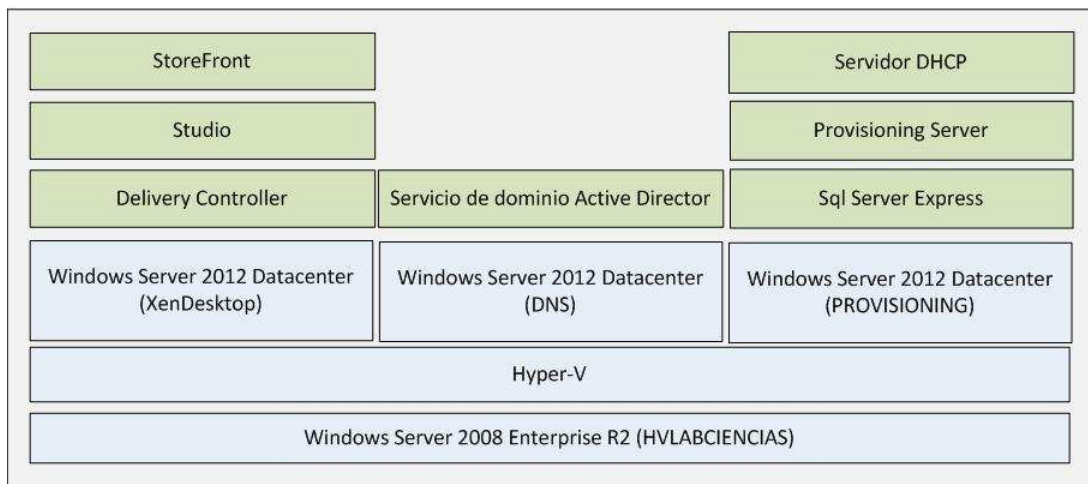 StoreFront
Servidor DHCP
Studio
Provisioning Server
Delivery Controller
Servicio de dominio Active Director
Sql Server Express
Windows Server 2012 Datacenter
(XenDesktop)
Windows Server 2012 Datacenter
(DNS)
Windows Server 2012 Datacenter
(PROVISIONING)
Hyper-V
Windows Server 2008 Enterprise R2 (HVLABCIENCIAS)